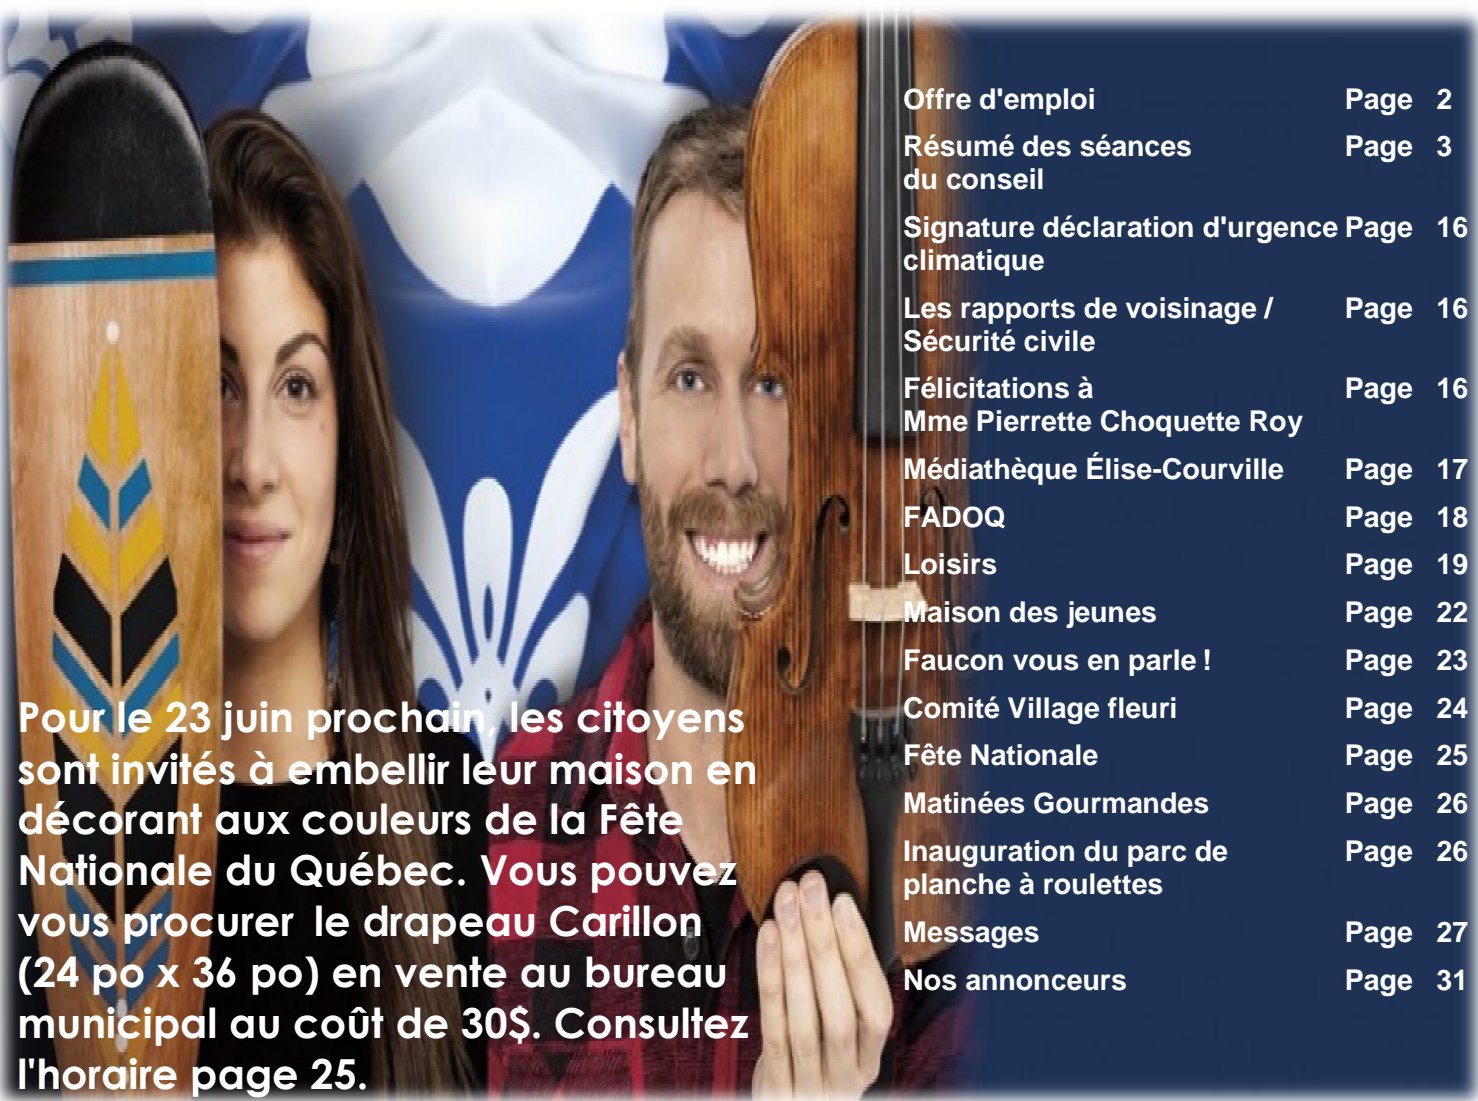 Offre d'emploi Page 2
Résumé des séances Page 3
du conseil
Signature déclaration d'urgence Page 16
climatique
Les rapports de voisinage / Page 16
Sécurité civile
Félicitations à Page 16
Mme Pierrette Choquette Roy
Médiathèque Élise-Courville Page 17
FADOQ Page 18
Loisirs Page 19
Maison des jeunes Page 22
Faucon vous en parle ! Page 23
Comité Village fleuri Page 24
Fête Nationale Page 25
Matinées Gourmandes Page 26
Inauguration du parc de Page 26
planche à roulettes
Messages Page 27
Nos annonceurs Page 31
Pour le 23 juin prochain, les citoyens
sont invités à embellir leur maison en
décorant aux couleurs de la Fête
Nationale du Québec. Vous pouvez
vous procurer le drapeau Carillon
(24 po x 36 po) en vente au bureau
municipal au coût de 30$. Consultez
l'horaire page 25.